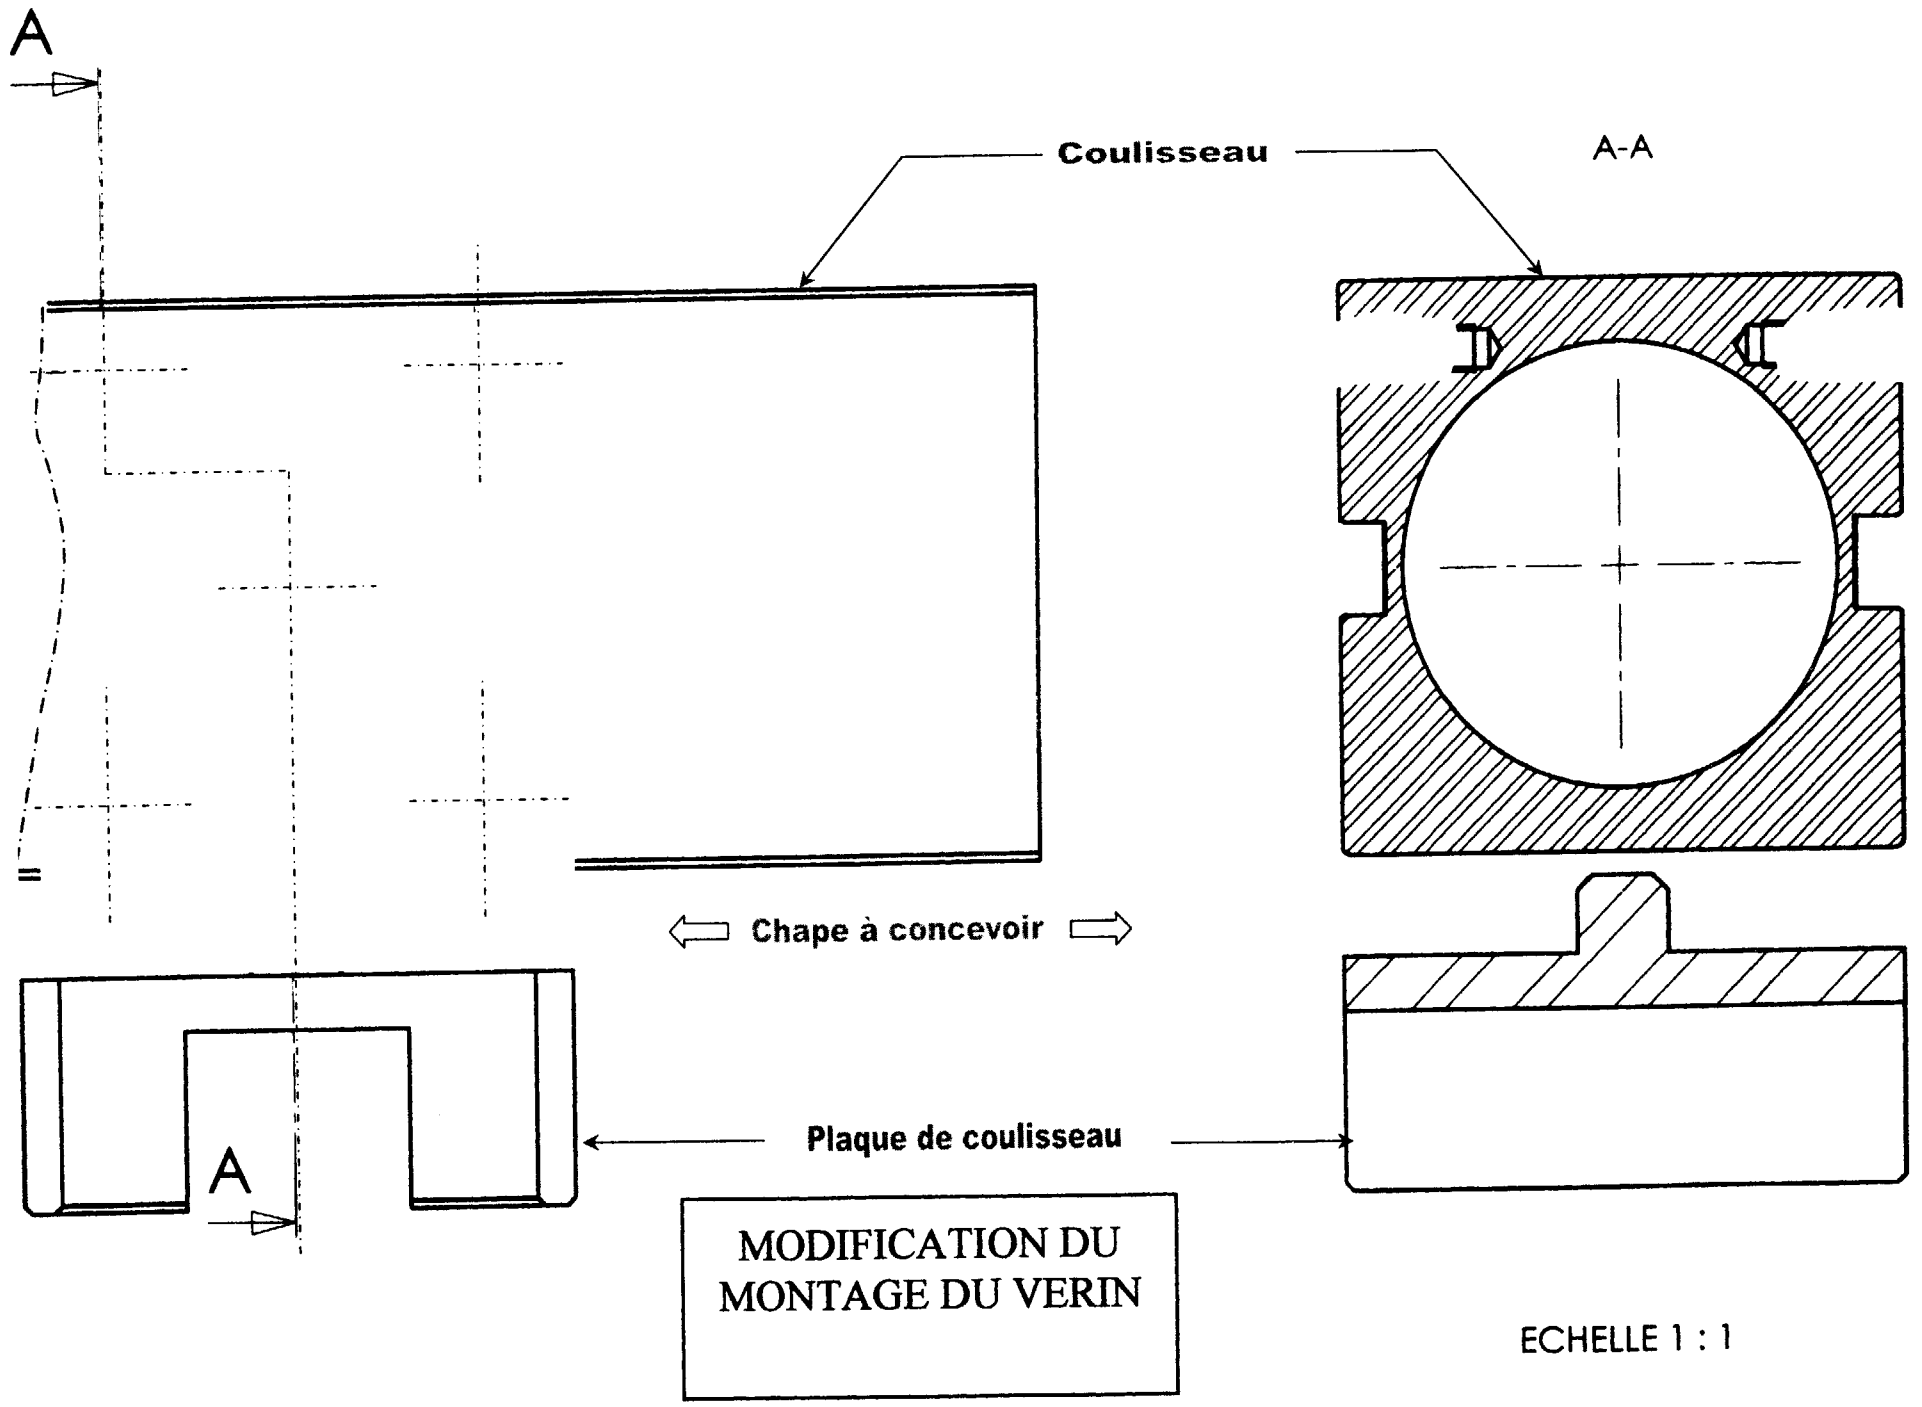 A
Coulisseau
A-A
Chape à concevoir
Plaque de coulisseau
A
MODIFICATION DU
MONTAGE DU VERIN
ECHELLE 1 : 1